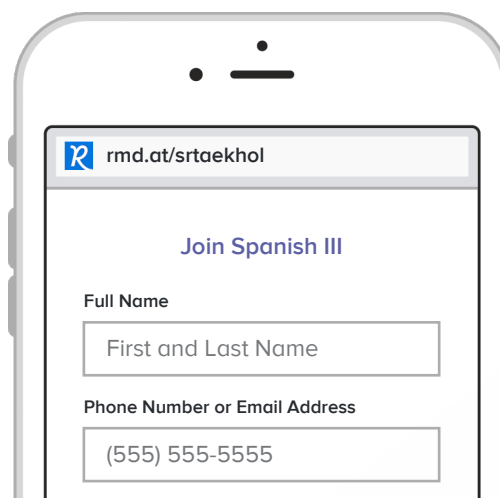 rmd.at/srtaekhol
Join Spanish III
Full Name
First and Last Name
Phone Number or Email Address
(555) 555-5555